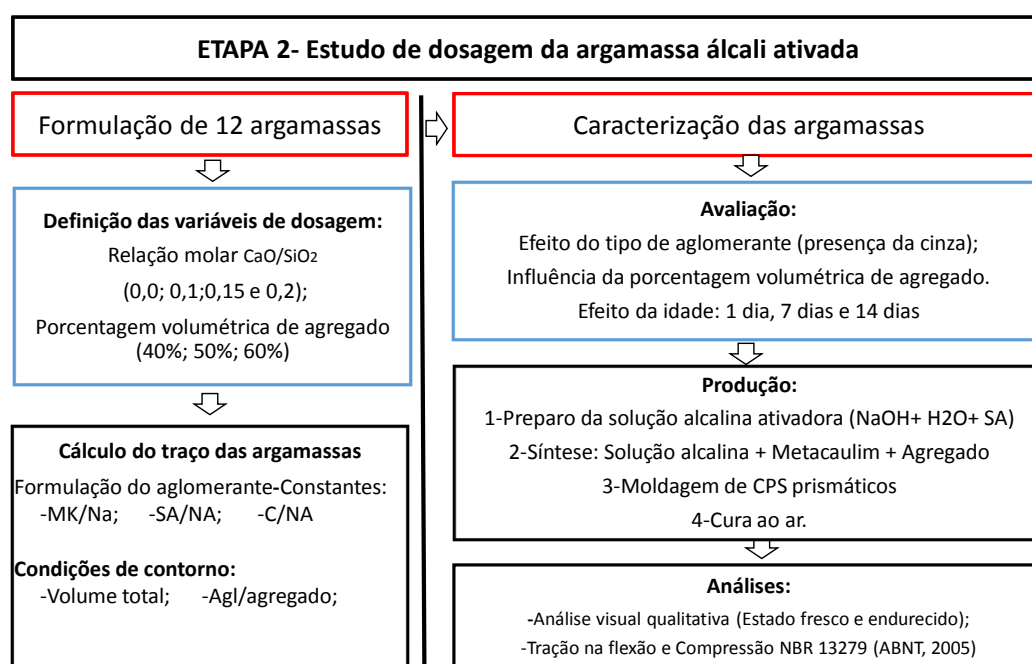 ETAPA 2- Estudo de dosagem da argamassa álcali ativada
Formulação de 12 argamassas
Definição das variáveis de dosagem:
Relação molar CaO/SiO2
(0,0; 0,1;0,15 e 0,2);
Porcentagem volumétrica de agregado
(40%; 50%; 60%)
Cálculo do traço das argamassas
Formulação do aglomerante-Constantes:
-MK/Na; -SA/NA; -C/NA
Condições de contorno:
-Volume total; -Agl/agregado;
Caracterização das argamassas
Avaliação:
Efeito do tipo de aglomerante (presença da cinza);
Influência da porcentagem volumétrica de agregado.
Efeito da idade: 1 dia, 7 dias e 14 dias
Produção:
1-Preparo da solução alcalina ativadora (NaOH+ H2O+ SA)
2-Síntese: Solução alcalina + Metacaulim + Agregado
3-Moldagem de CPS prismáticos
4-Cura ao ar.
Análises:
-Análise visual qualitativa (Estado fresco e endurecido);
-Tração na flexão e Compressão NBR 13279 (ABNT, 2005)